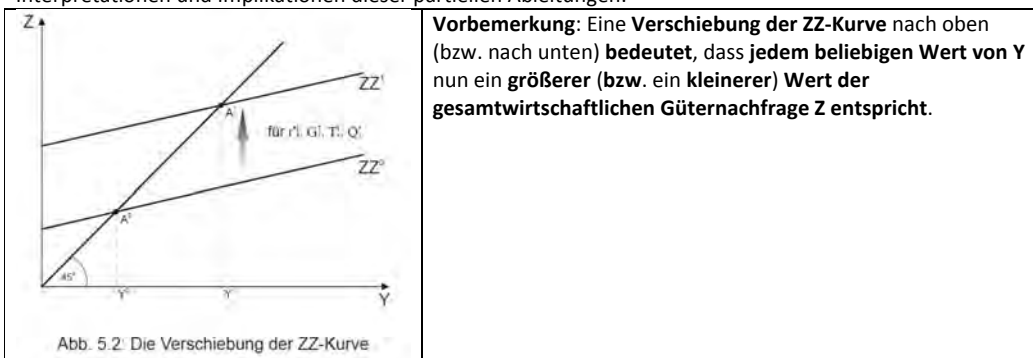 Interpretationen und Implikationen dieser partiellen Ableitungen.
Z
ZZ¹
A
für
ZZ⁰
A⁰
45°
Y⁰
Y
Y
Abb. 5.2: Die Verschiebung der ZZ-Kurve
Vorbemerkung: Eine Verschiebung der ZZ-Kurve nach oben
(bzw. nach unten) bedeutet, dass jedem beliebigen Wert von Y
nun ein größerer (bzw. ein kleinerer) Wert der
gesamtwirtschaftlichen Güternachfrage Z entspricht.